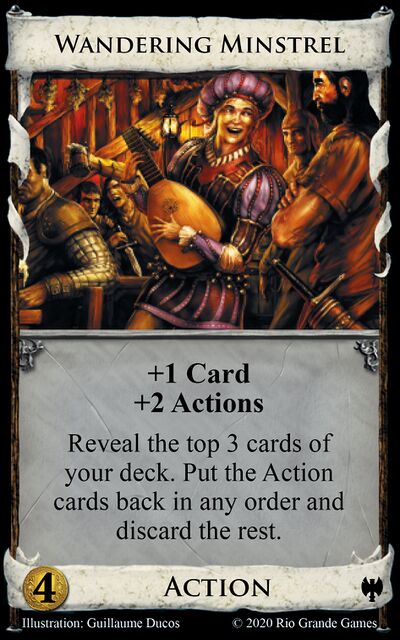 Wandering Minstrel
+1 Card
+2 Actions
Reveal the top 3 cards of
your deck. Put the Action
cards back in any order and
discard the rest.
4
Action
Illustration: Guillaume Ducos © 2020 Rio Grande Games